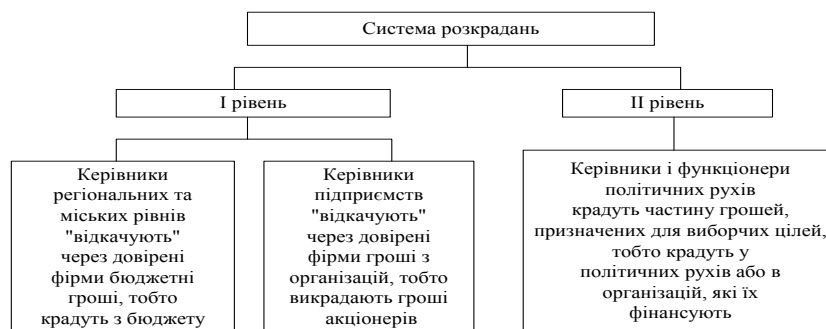 Система розкрадань
І рівень
ІІ рівень
Керівники
регіональних та
міських рівнів
"відкачують"
через довірені
фірми бюджетні
гроші, тобто
крадуть з бюджету
Керівники
підприємств
"відкачують"
через довірені
фірми гроші з
організацій, тобто
викрадають гроші
акціонерів
Керівники і функціонери
політичних рухів
крадуть частину грошей,
призначених для виборчих цілей,
тобто крадуть у
політичних рухів або в
організацій, які їх
фінансують